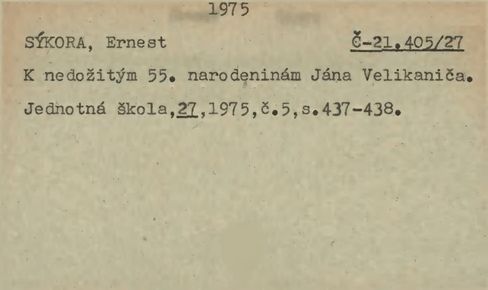 1975
SÝKORA, Ernest Č-21.405/27
K nedožitým 55. narodeninám Jána Velikaniča.
Jednotná škola,27,1975,č.5,s.437-438.